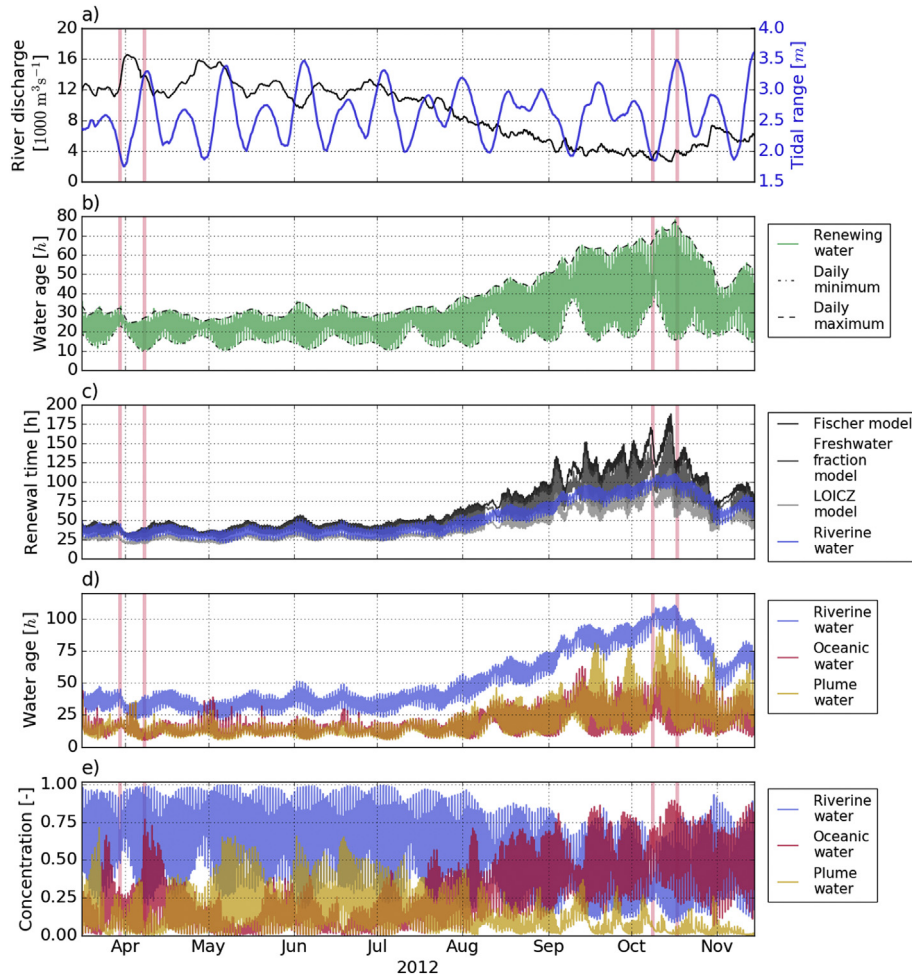 a)
River discharge
[1000 m³s⁻¹]
20
16
12
8
4
0
4.0
3.5
3.0
2.5
2.0
1.5
Tidal range [m]
b)
Water age [h]
80
70
60
50
40
30
20
10
0
Renewing
water
Daily
minimum
Daily
maximum
c)
Renewal time [h]
200
175
150
125
100
75
50
25
0
Fischer model
Freshwater
fraction
model
LOICZ
model
Riverine
water
d)
Water age [h]
100
75
50
25
0
Riverine
water
Oceanic
water
Plume
water
e)
Concentration [-]
1.00
0.75
0.50
0.25
0.00
Riverine
water
Oceanic
water
Plume
water
Apr May Jun Jul Aug Sep Oct Nov
2012